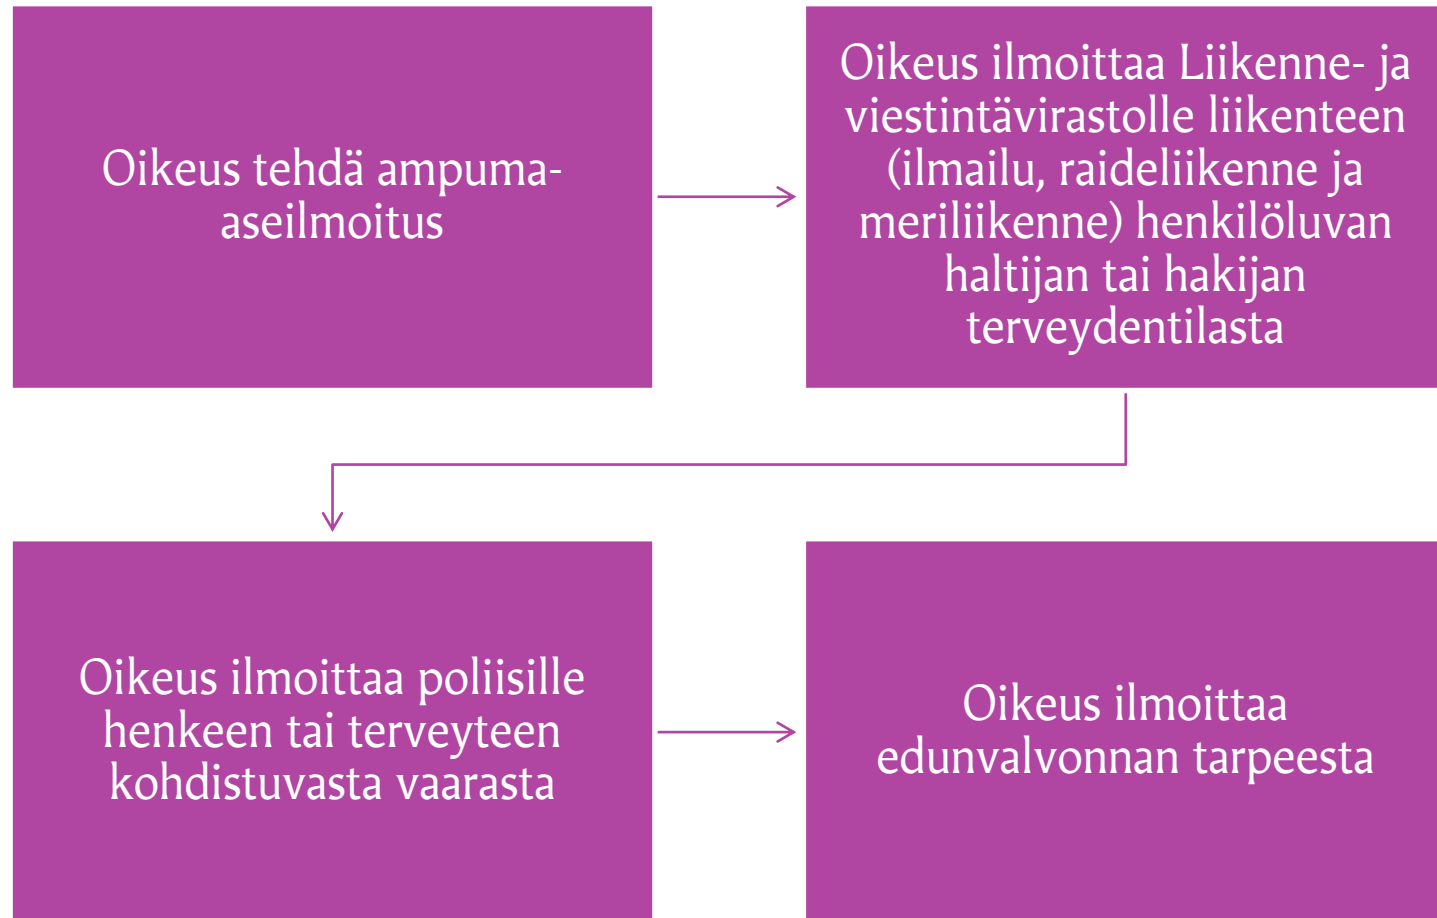 Oikeus tehdä ampuma-
aseilmoitus
Oikeus ilmoittaa Liikenne- ja
viestintävirastolle liikenteen
(ilmailu, raideliikenne ja
meriliikenne) henkilöluvan
haltijan tai hakijan
terveydentilasta
Oikeus ilmoittaa poliisille
henkeen tai terveyteen
kohdistuvasta vaarasta
Oikeus ilmoittaa
edunvalvonnan tarpeesta